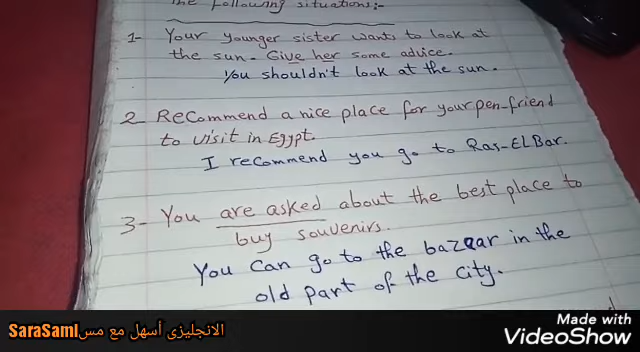 the following situations:-
1- Your younger sister wants to look at
the sun. Give her some advice.
You shouldn't look at the sun.
2 Recommend a nice place for your pen-friend
to visit in Egypt.
I recommend you go to Ras-ELBar.
3- You are asked about the best place to
buy souvenirs.
You can go to the bazaar in the
old part of the city.
SaraSamIالانجليزى أسهل مع مس
Made with
VideoShow